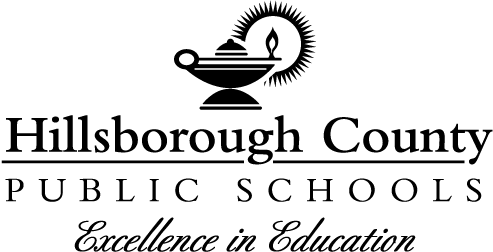 Hillsborough County
PUBLIC SCHOOLS
Excellence in Education